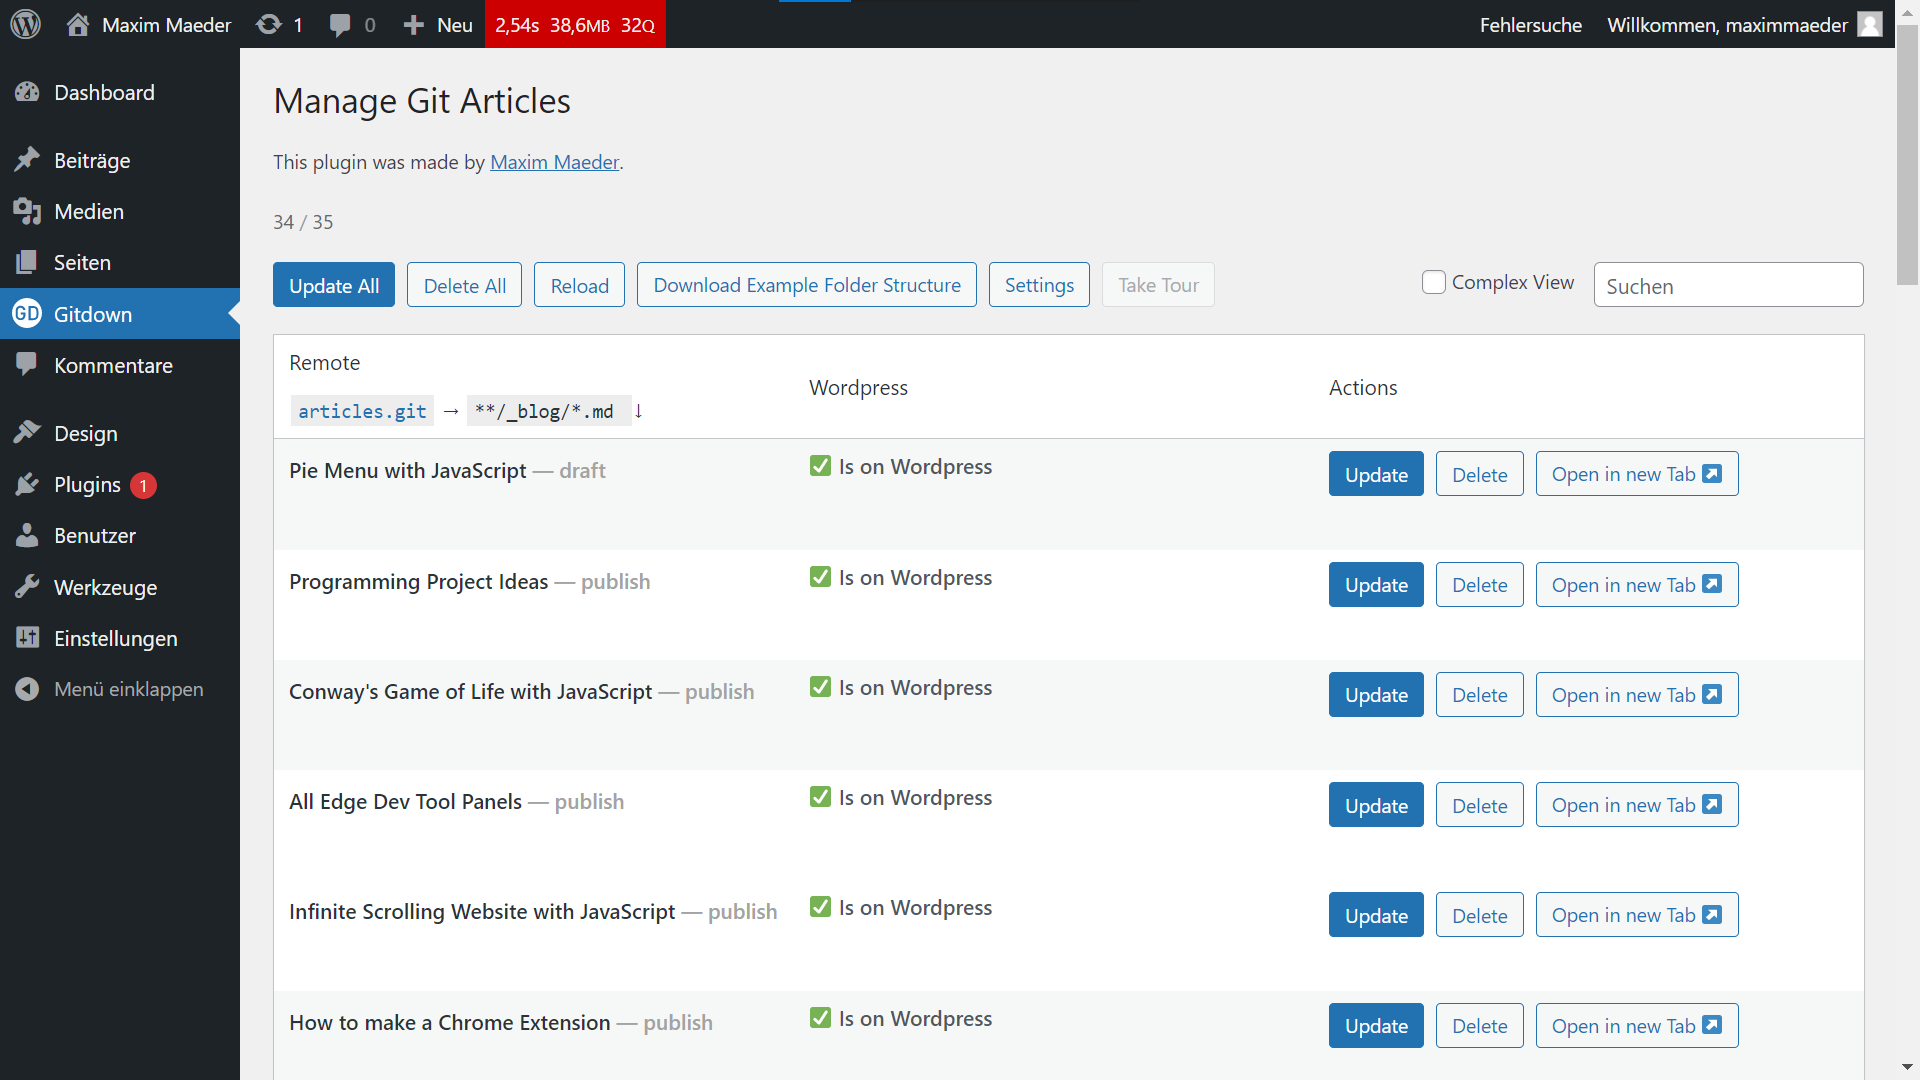 Maxim Maeder 1 0 Neu 2,54s 38,6MB 32Q Fehlersuche Willkommen, maximmaeder
Dashboard
Beiträge
Medien
Seiten
GD Gitdown
Kommentare
Design
Plugins 1
Benutzer
Werkzeuge
Einstellungen
Menü einklappen
Manage Git Articles
This plugin was made by Maxim Maeder.
34 / 35
Update All Delete All Reload Download Example Folder Structure Settings Take Tour Complex View Suchen
Remote
articles.git → **/_blog/*.md ↓
Wordpress
Actions
Pie Menu with JavaScript — draft Is on Wordpress Update Delete Open in new Tab
Programming Project Ideas — publish Is on Wordpress Update Delete Open in new Tab
Conway's Game of Life with JavaScript — publish Is on Wordpress Update Delete Open in new Tab
All Edge Dev Tool Panels — publish Is on Wordpress Update Delete Open in new Tab
Infinite Scrolling Website with JavaScript — publish Is on Wordpress Update Delete Open in new Tab
How to make a Chrome Extension — publish Is on Wordpress Update Delete Open in new Tab